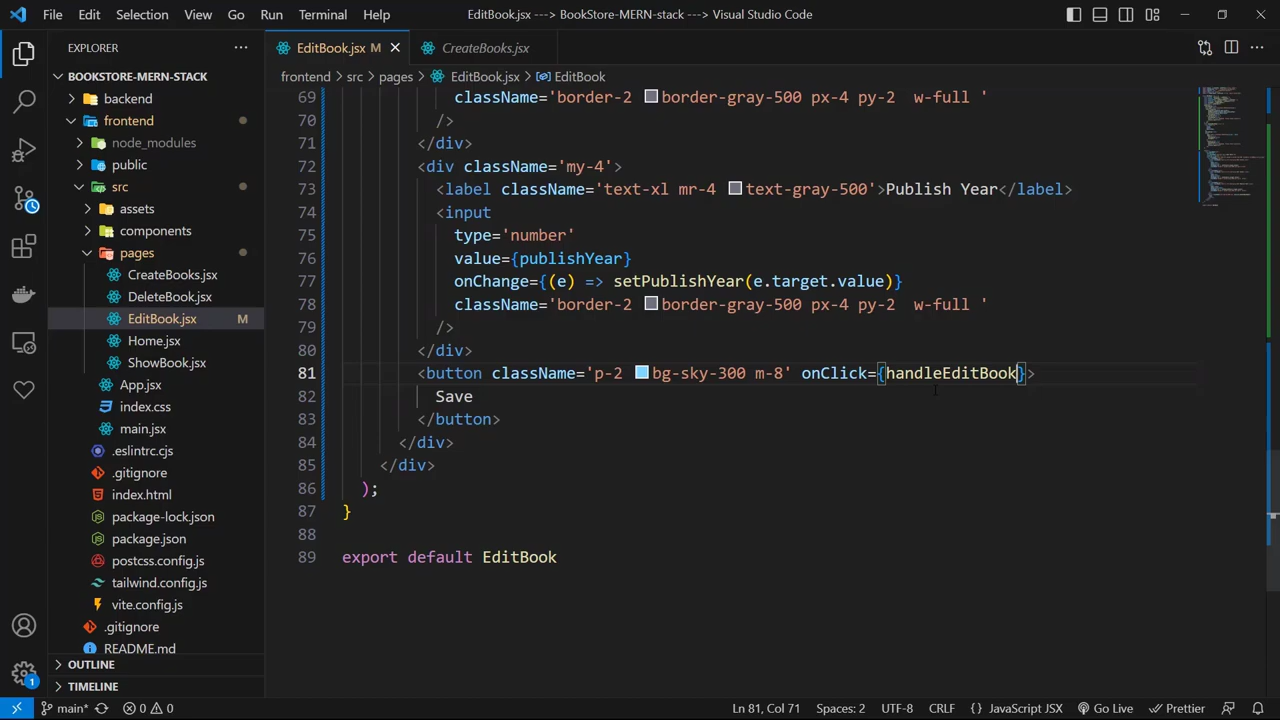 File Edit Selection View Go Run Terminal Help
EditBook.jsx ---> BookStore-MERN-stack ---> Visual Studio Code
EXPLORER
BOOKSTORE-MERN-STACK
backend
frontend
node_modules
public
src
assets
components
pages
CreateBooks.jsx
DeleteBook.jsx
EditBook.jsx M
Home.jsx
ShowBook.jsx
App.jsx
index.css
main.jsx
.eslintrc.cjs
.gitignore
index.html
package-lock.json
package.json
postcss.config.js
tailwind.config.js
vite.config.js
.gitignore
README.md
OUTLINE
TIMELINE
EditBook.jsx M
CreateBooks.jsx
frontend > src > pages > EditBook.jsx > EditBook
69 className='border-2 border-gray-500 px-4 py-2  w-full '
70 />
71 </div>
72 <div className='my-4'>
73 <label className='text-xl mr-4 text-gray-500'>Publish Year</label>
74 <input
75 type='number'
76 value={publishYear}
77 onChange={(e) => setPublishYear(e.target.value)}
78 className='border-2 border-gray-500 px-4 py-2  w-full '
79 />
80 </div>
81 <button className='p-2 bg-sky-300 m-8' onClick={handleEditBook}>
82 Save
83 </button>
84 </div>
85 </div>
86 );
87 }
88
89 export default EditBook
1
main* 0 0
Ln 81, Col 71 Spaces: 2 UTF-8 CRLF {} JavaScript JSX Go Live Prettier